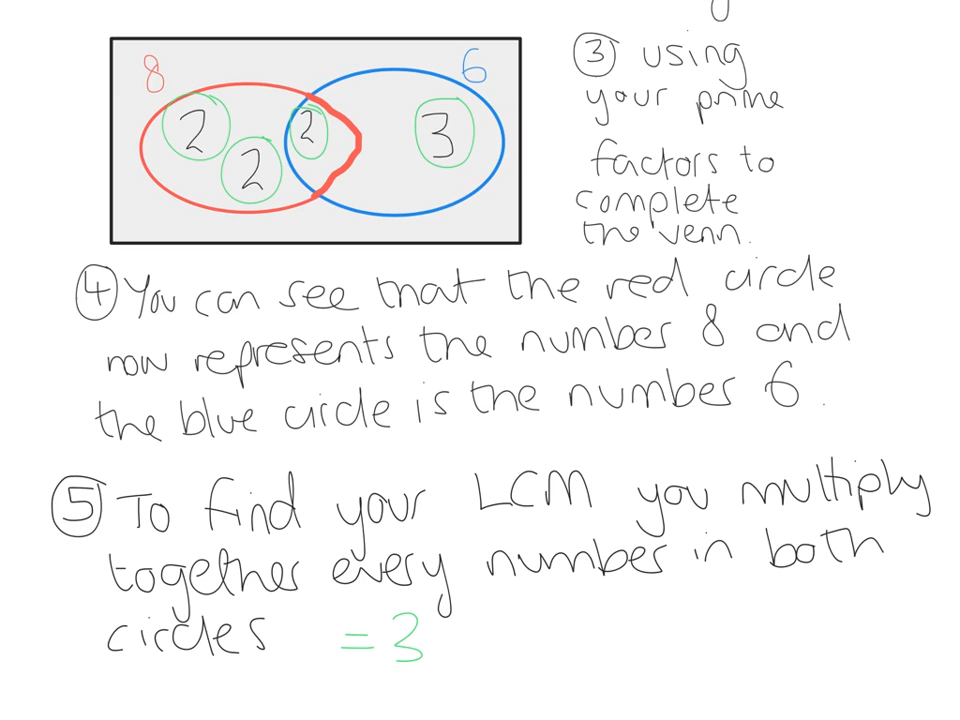 8
6
2
2
2
3
③ using
your prime
factors to
complete
the venn.
④ You can see that the red circle
now represents the number 8 and
the blue circle is the number 6.
⑤ To find your LCM you multiply
together every number in both
circles = 3